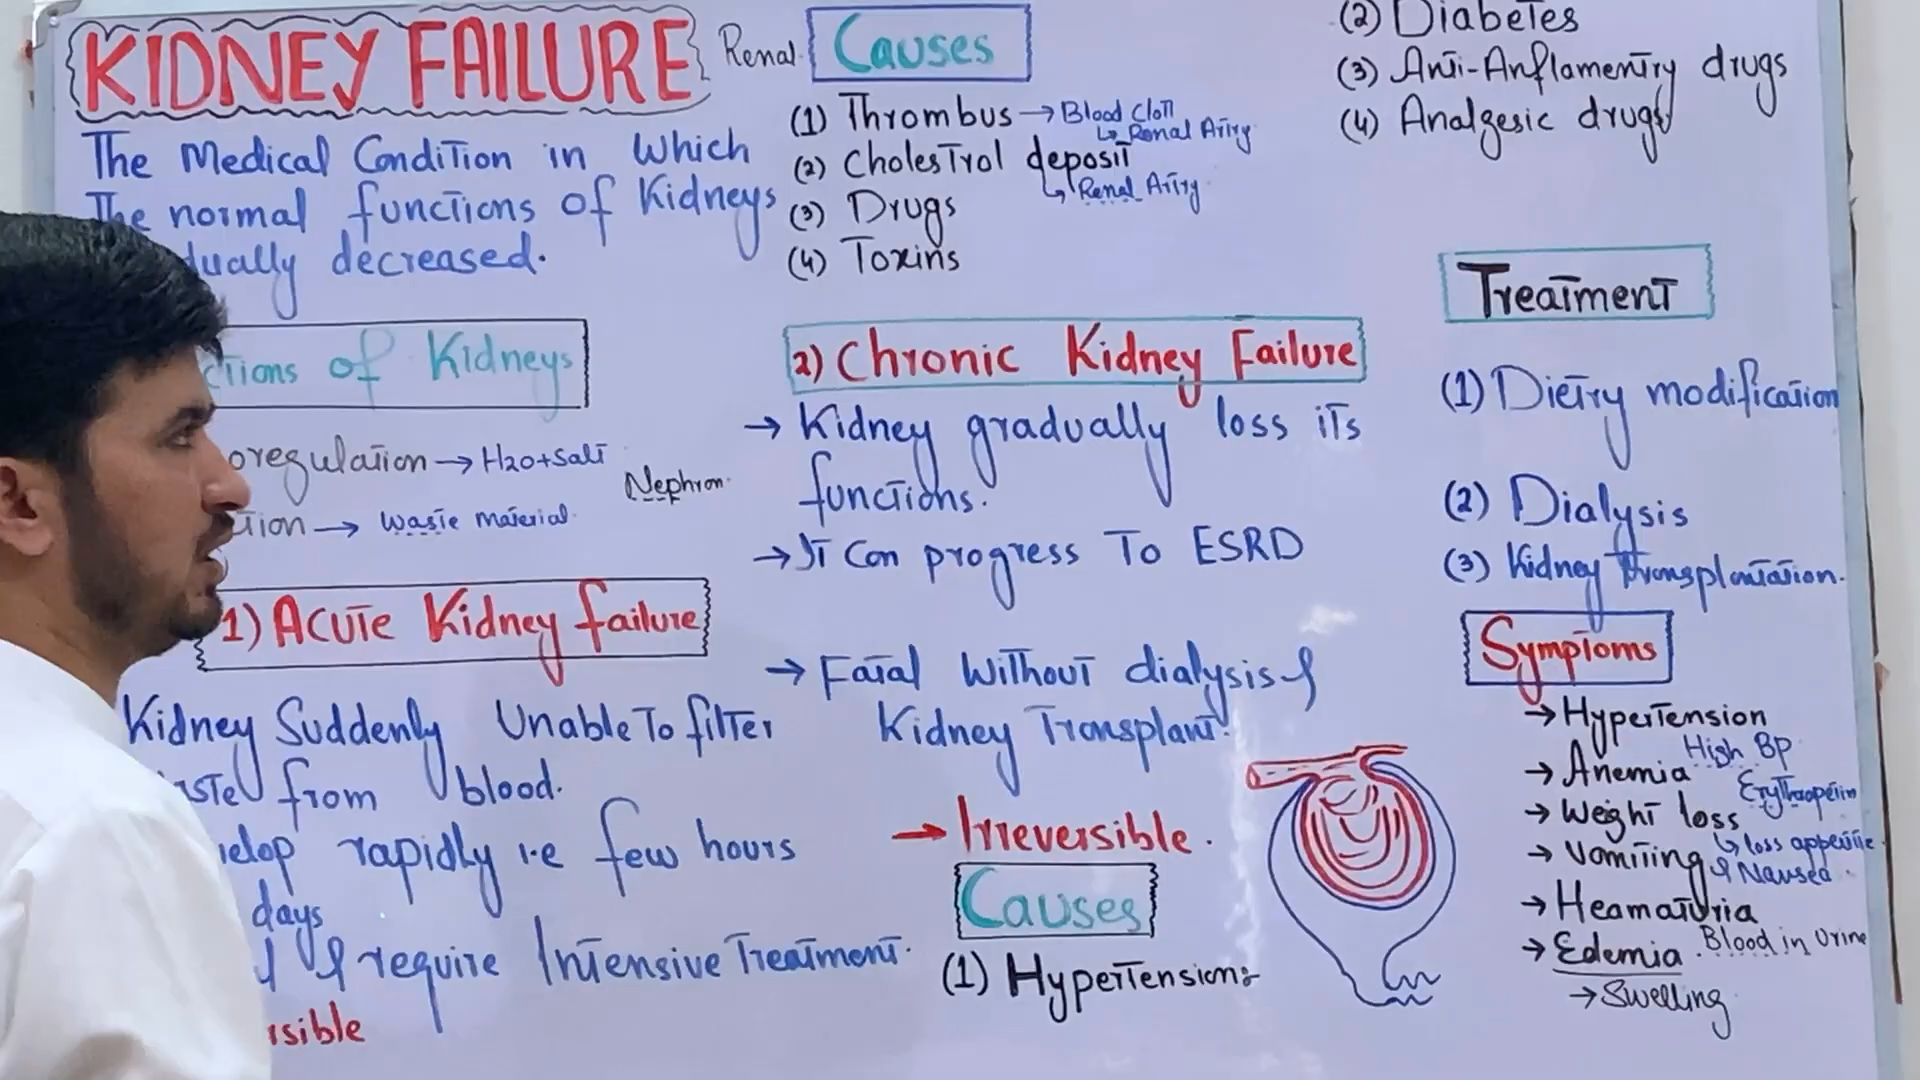 KIDNEY FAILURE
The Medical Condition in Which
The normal functions of Kidneys
dually decreased.
ctions of Kidneys
oregulation → H2o+Salt
tion → Waste Material.
Nephron.
1) Acute Kidney failure
Kidney Suddenly Unable To filter
from blood.
rapidly i.e few hours
days
& require Intensive Treatment.
sible
Renal.
Causes
(1) Thrombus → Blood Clott
↳ Renal Artry
(2) Cholestrol deposit
↳ Renal Artry.
(3) Drugs
(4) Toxins
2) Chronic Kidney Failure
→ Kidney gradually loss its
functions.
→ It Can progress To ESRD
→ Fatal Without dialysis &
Kidney Transplant.
→ Irreversible.
Causes
(1) Hypertension
(2) Diabetes
(3) Anti-Anflamentry drugs
(4) Analgesic drugs
Treatment
(1) Dietry modification
(2) Dialysis
(3) Kidney transplantation.
Symptoms
→ Hypertension
High BP.
→ Anemia
→ Weight loss
↳ loss appetite
→ Vomiting & Nausea.
→ Heamaturia
→ Edemia. Blood in Urine
→ Swelling